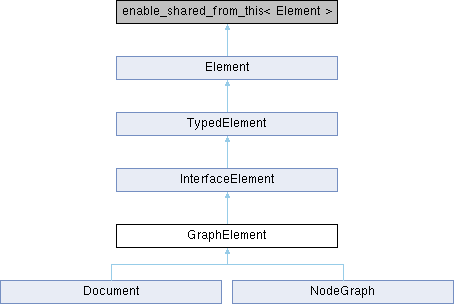 enable_shared_from_this< Element >
Element
TypedElement
InterfaceElement
GraphElement
Document
NodeGraph